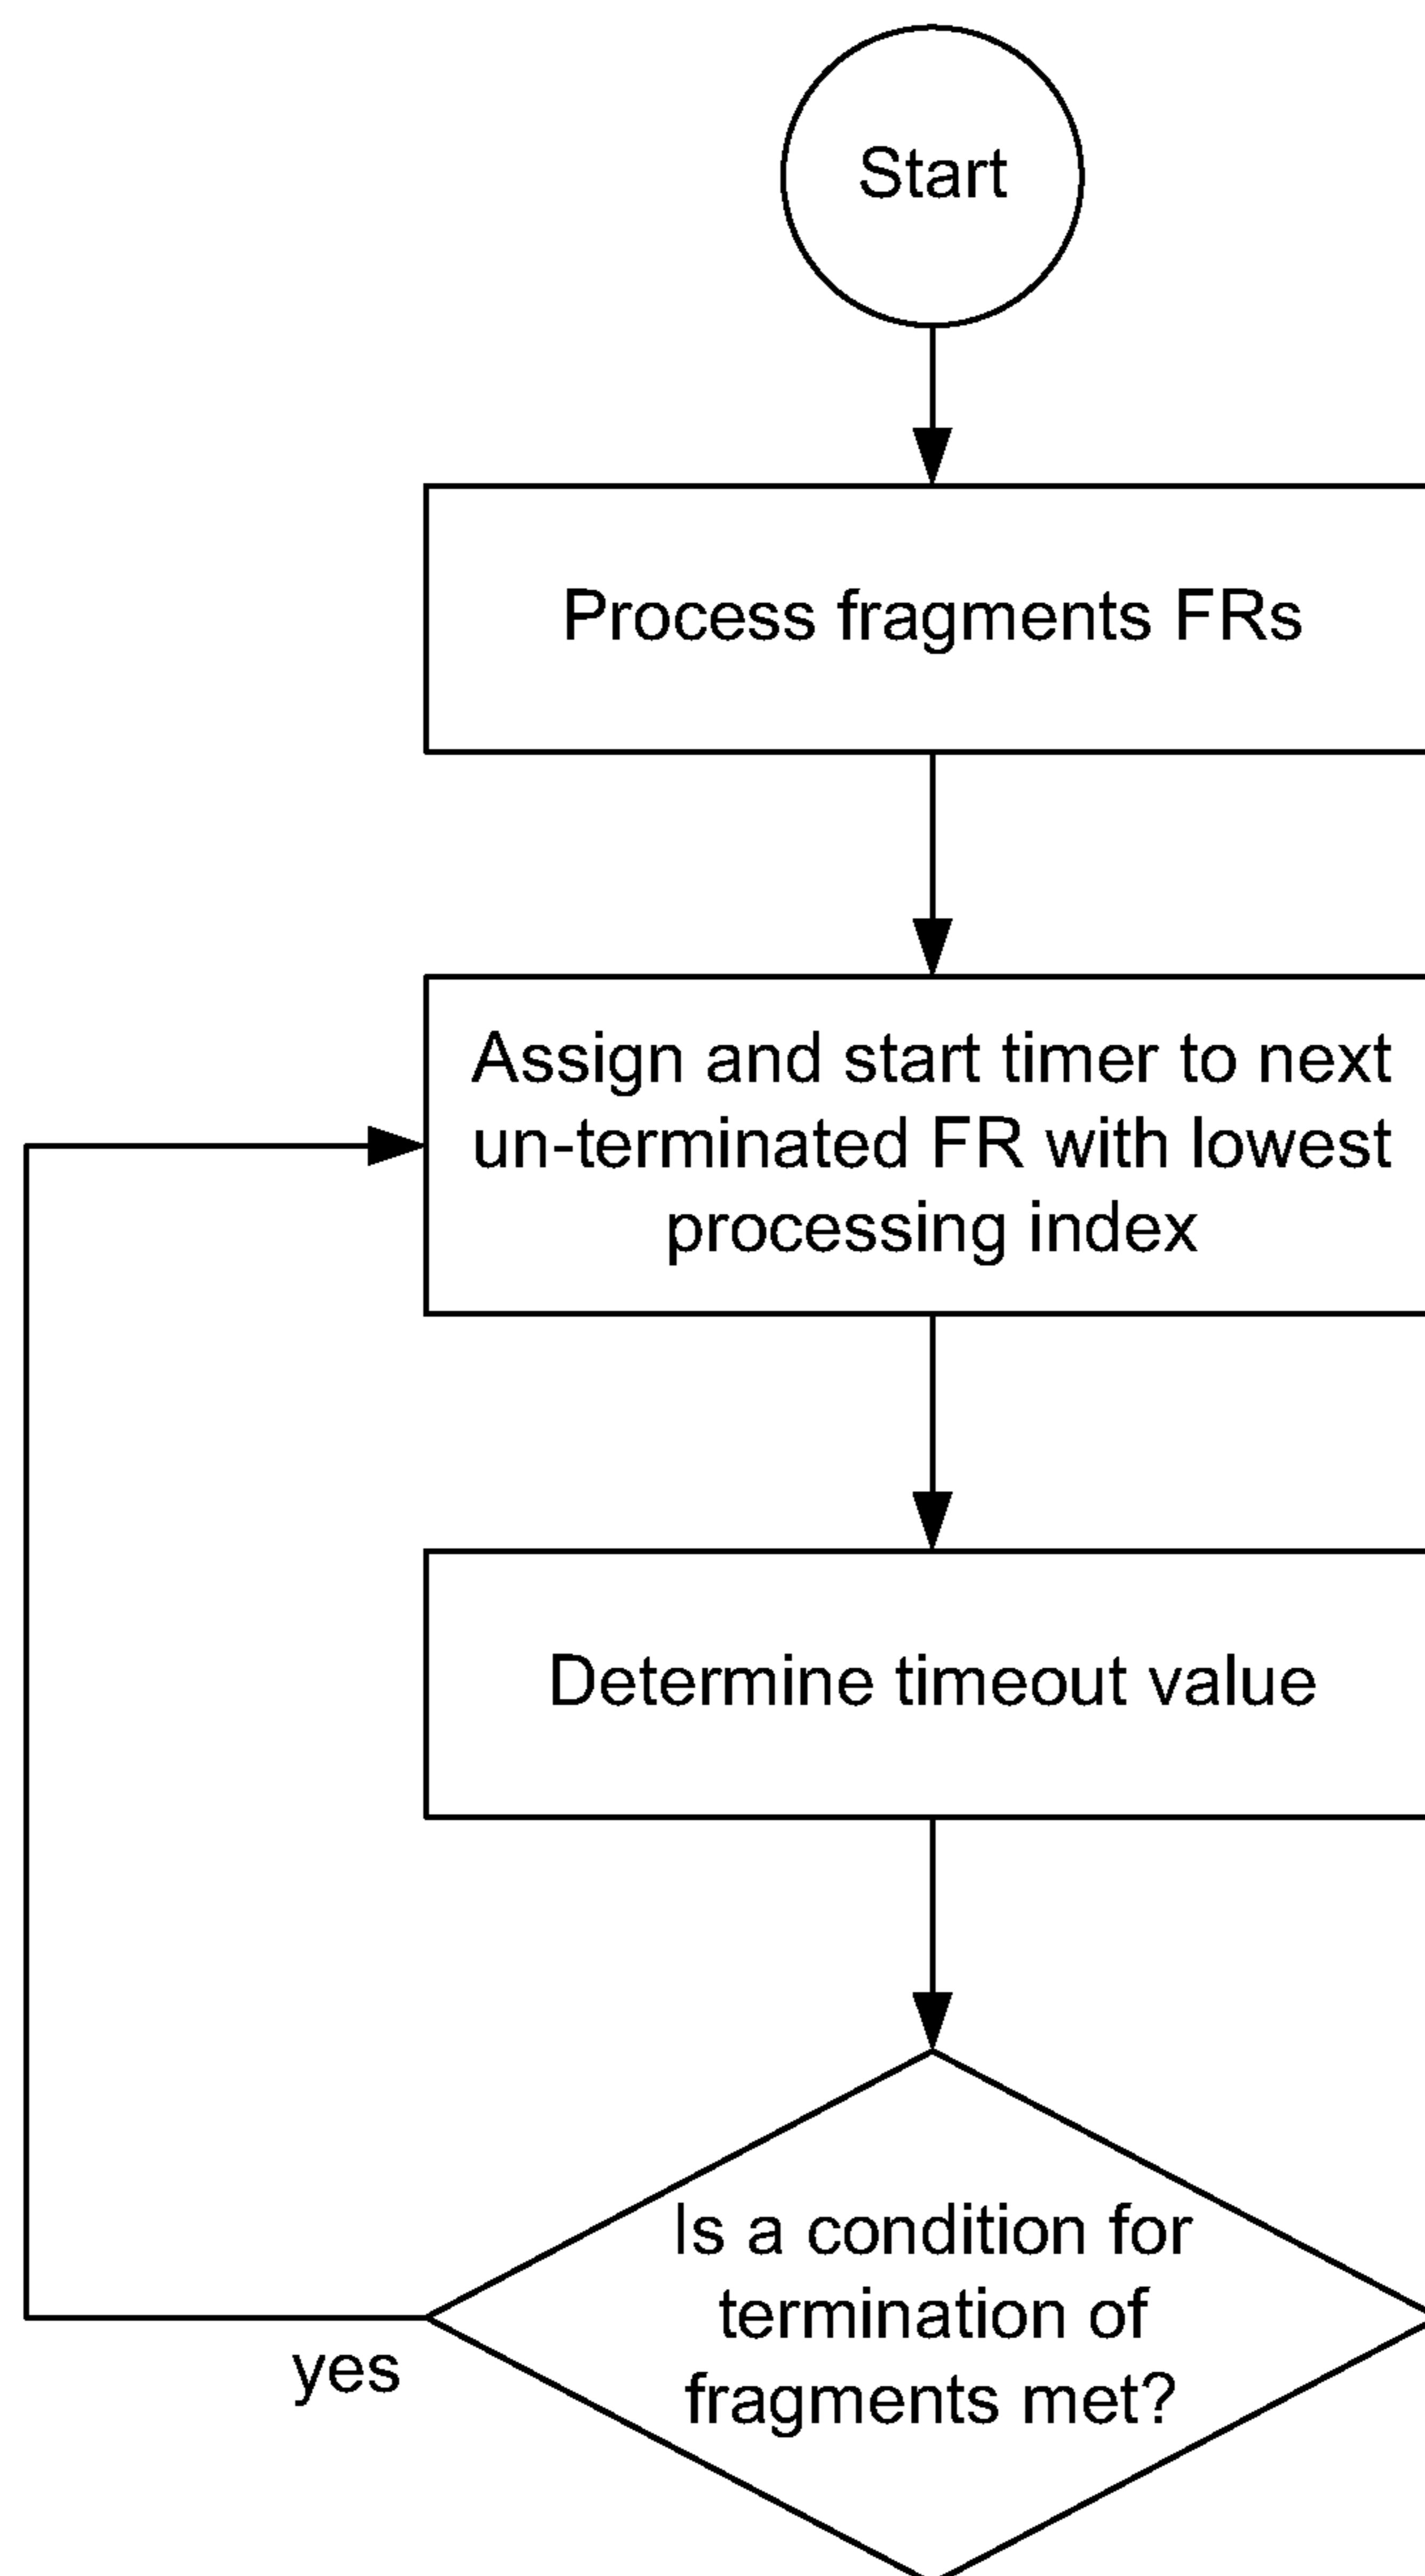 Start
Process fragments FRs
Assign and start timer to next
un-terminated FR with lowest
processing index
Determine timeout value
Is a condition for
termination of
fragments met?
yes